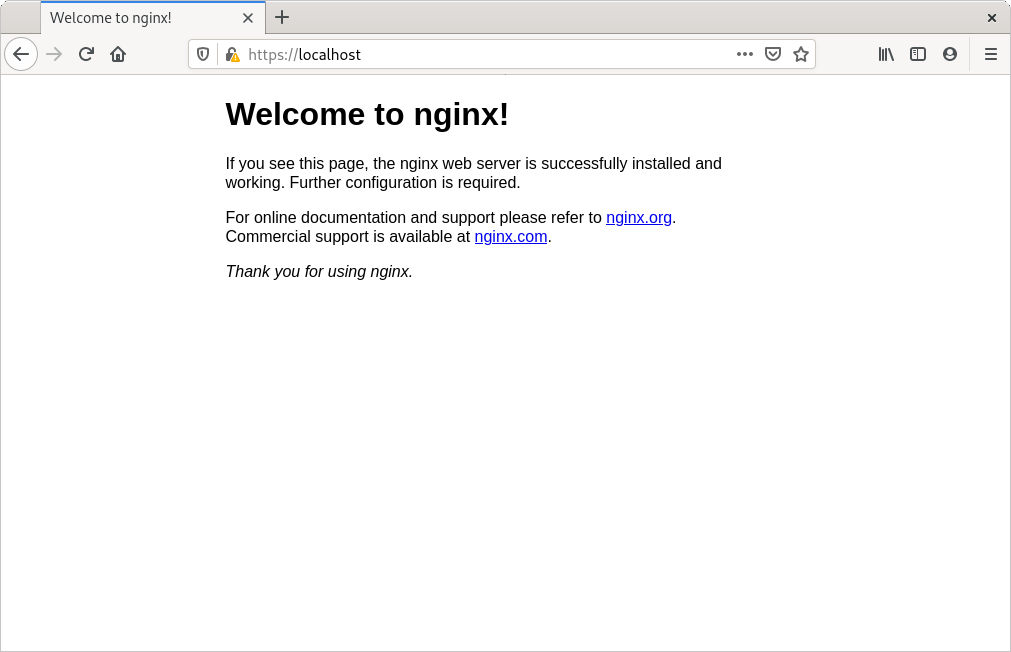 Welcome to nginx!
https://localhost
Welcome to nginx!
If you see this page, the nginx web server is successfully installed and
working. Further configuration is required.
For online documentation and support please refer to nginx.org.
Commercial support is available at nginx.com.
Thank you for using nginx.